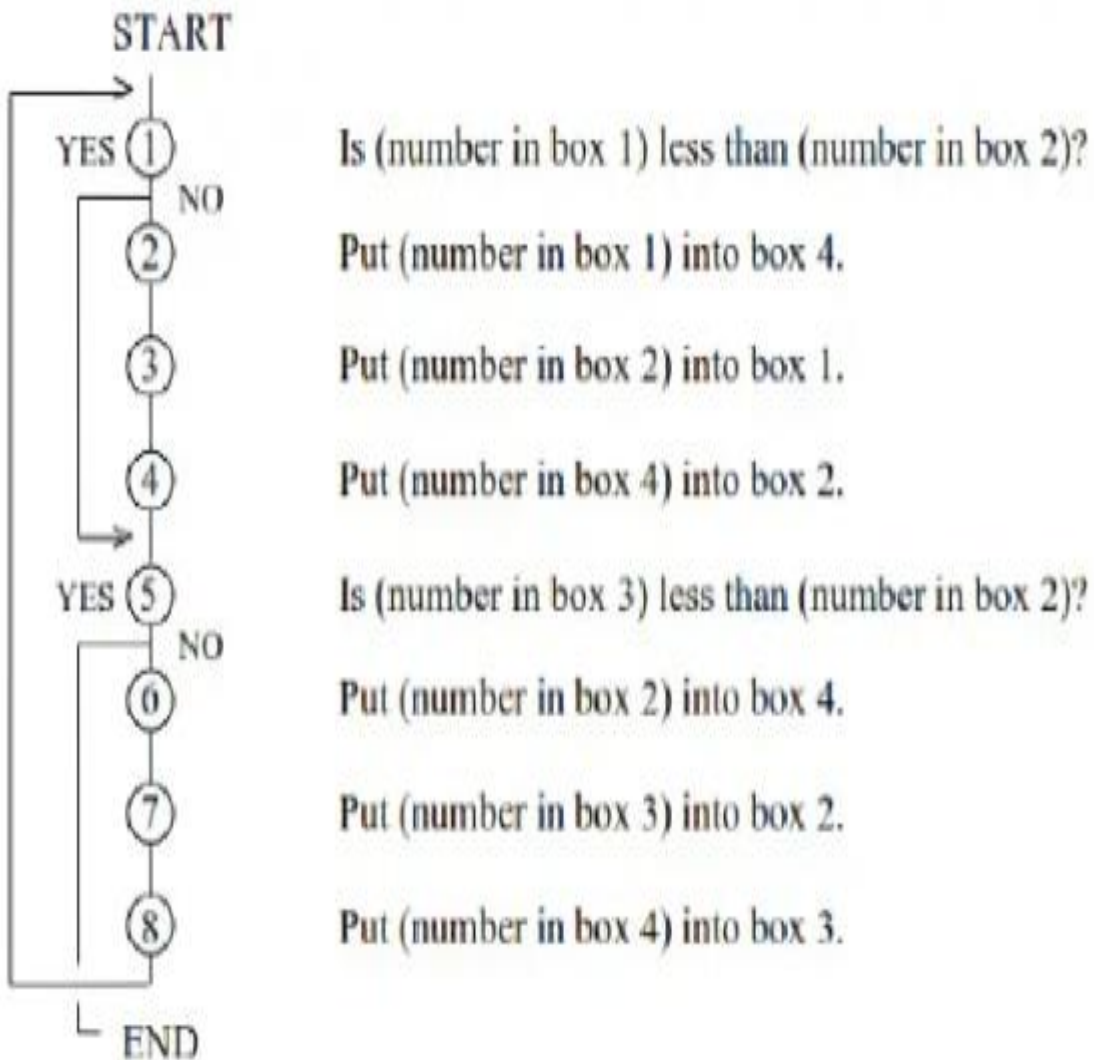 START
YES 1 Is (number in box 1) less than (number in box 2)?
NO
2 Put (number in box 1) into box 4.
3 Put (number in box 2) into box 1.
4 Put (number in box 4) into box 2.
YES 5 Is (number in box 3) less than (number in box 2)?
NO
6 Put (number in box 2) into box 4.
7 Put (number in box 3) into box 2.
8 Put (number in box 4) into box 3.
END